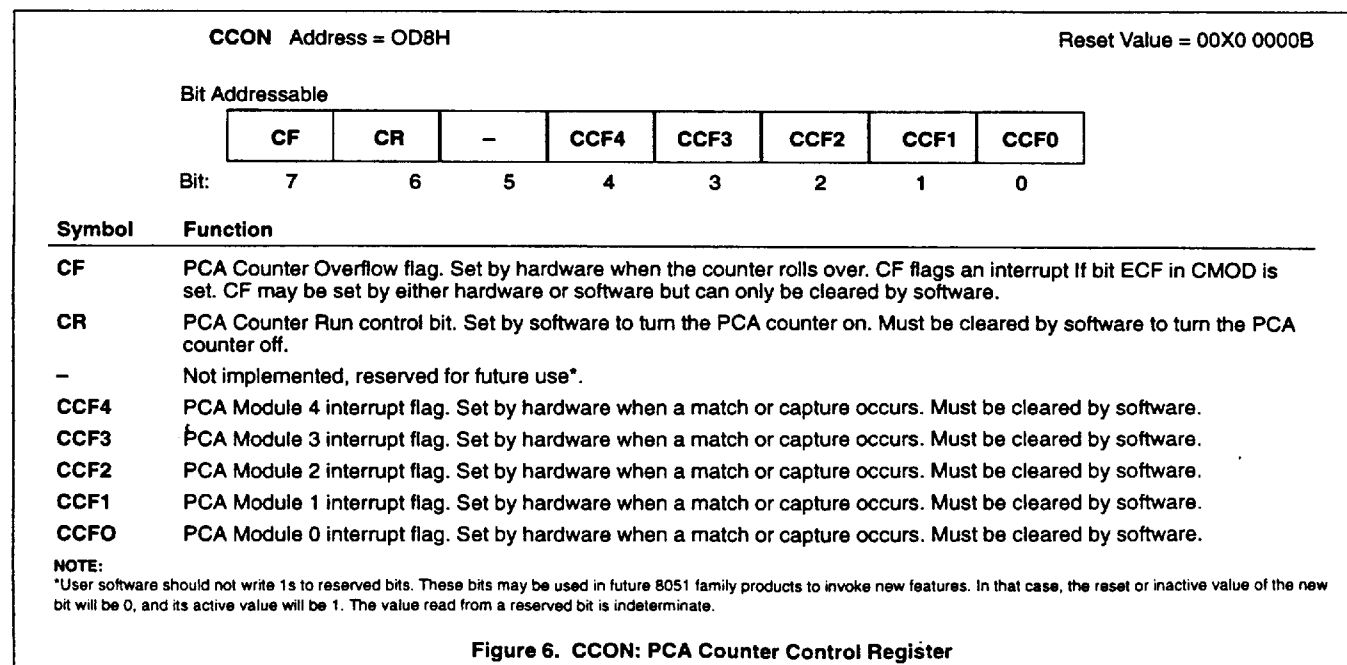 CCON Address = OD8H Reset Value = 00X0 0000B
Bit Addressable
CF CR – CCF4 CCF3 CCF2 CCF1 CCF0
Bit: 7 6 5 4 3 2 1 0
Symbol Function
CF PCA Counter Overflow flag. Set by hardware when the counter rolls over. CF flags an interrupt If bit ECF in CMOD is
set. CF may be set by either hardware or software but can only be cleared by software.
CR PCA Counter Run control bit. Set by software to turn the PCA counter on. Must be cleared by software to turn the PCA
counter off.
– Not implemented, reserved for future use*.
CCF4 PCA Module 4 interrupt flag. Set by hardware when a match or capture occurs. Must be cleared by software.
CCF3 PCA Module 3 interrupt flag. Set by hardware when a match or capture occurs. Must be cleared by software.
CCF2 PCA Module 2 interrupt flag. Set by hardware when a match or capture occurs. Must be cleared by software.
CCF1 PCA Module 1 interrupt flag. Set by hardware when a match or capture occurs. Must be cleared by software.
CCFO PCA Module 0 interrupt flag. Set by hardware when a match or capture occurs. Must be cleared by software.
NOTE:
*User software should not write 1s to reserved bits. These bits may be used in future 8051 family products to invoke new features. In that case, the reset or inactive value of the new
bit will be 0, and its active value will be 1. The value read from a reserved bit is indeterminate.
Figure 6. CCON: PCA Counter Control Register